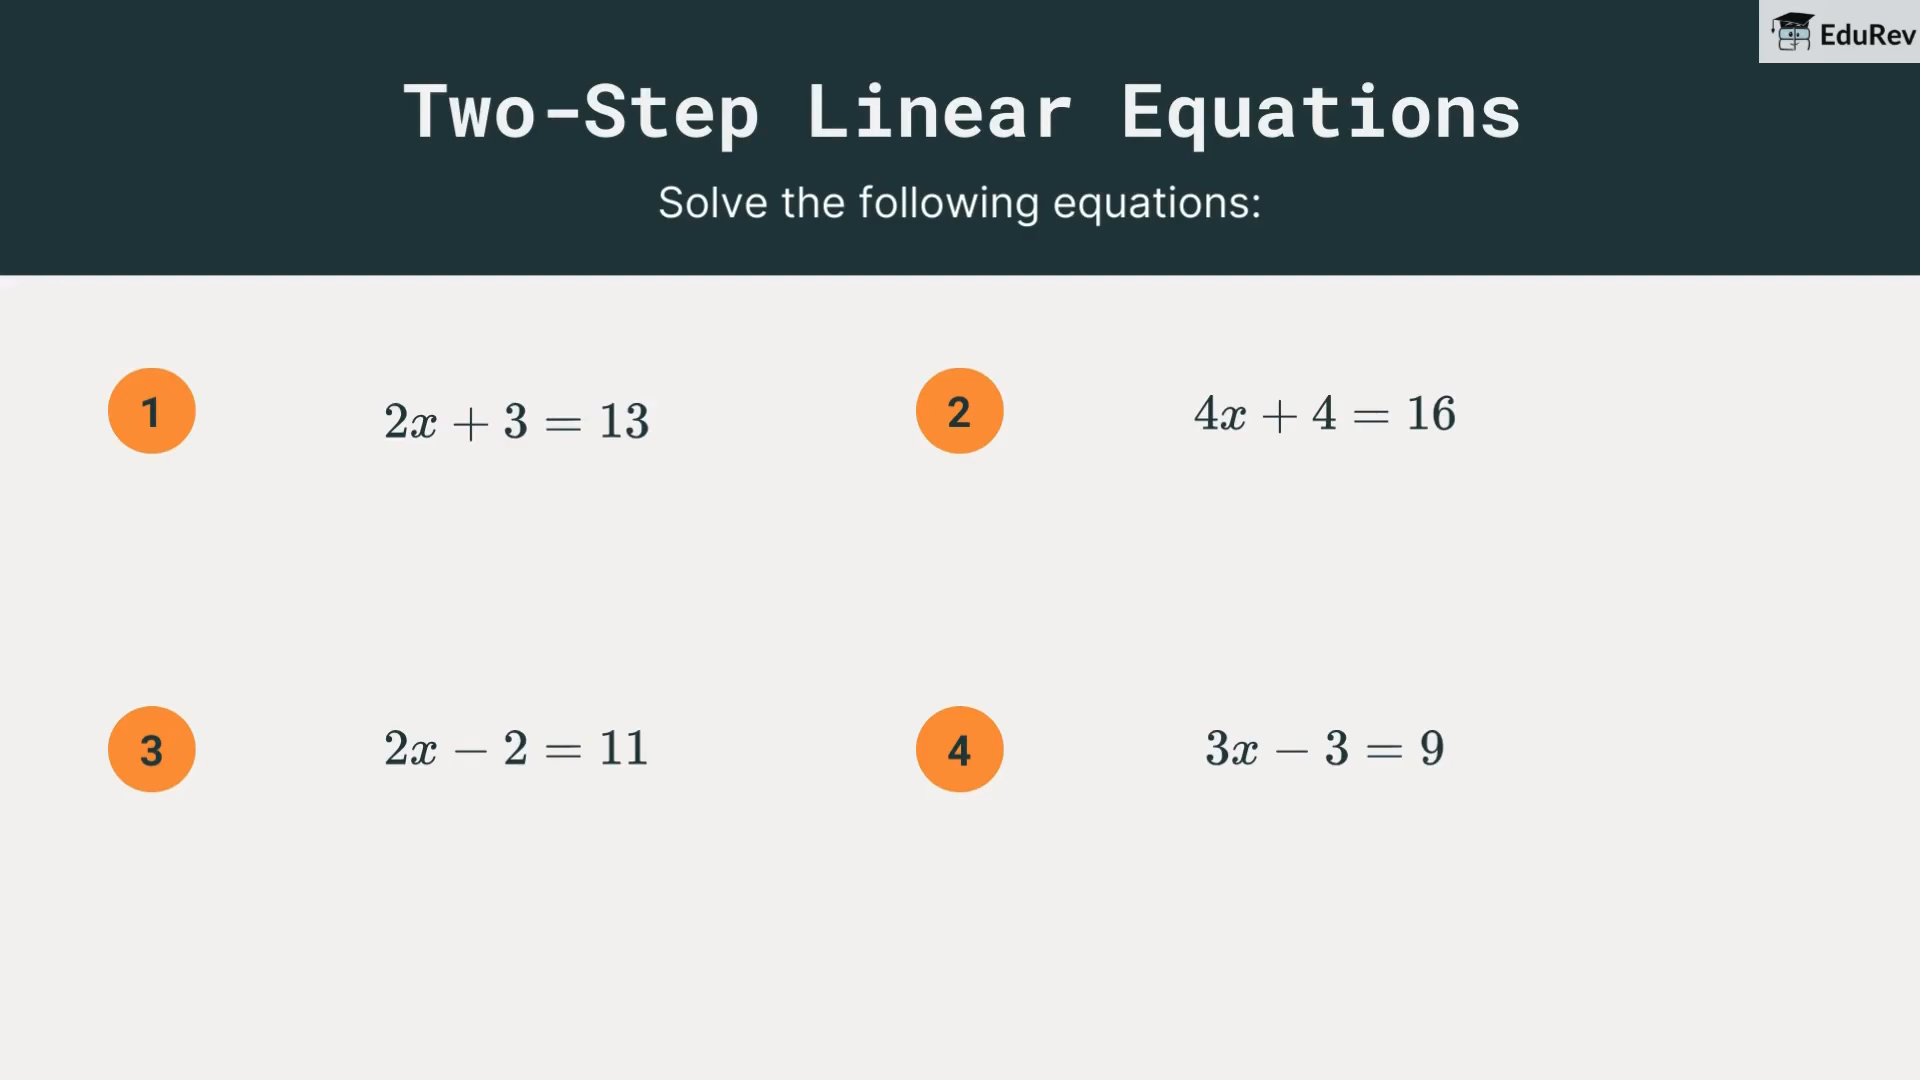 EduRev
Two-Step Linear Equations
Solve the following equations:
1 2x + 3 = 13
2 4x + 4 = 16
3 2x − 2 = 11
4 3x − 3 = 9